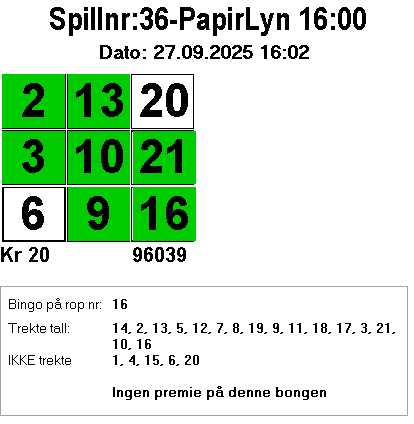 Spillnr:36-PapirLyn 16:00
Dato: 27.09.2025 16:02
2 13 20
3 10 21
6 9 16
Kr 20 96039
Bingo på rop nr: 16
Trekte tall: 14, 2, 13, 5, 12, 7, 8, 19, 9, 11, 18, 17, 3, 21,
10, 16
IKKE trekte 1, 4, 15, 6, 20
Ingen premie på denne bongen